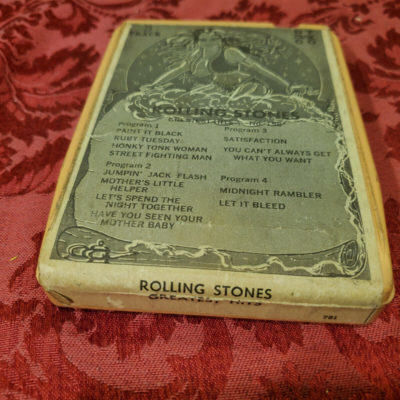 8
TRACK
ROLLING STONES
Program 1
PAINT IT BLACK
RUBY TUESDAY
HONKY TONK WOMAN
STREET FIGHTING MAN
Program 2
JUMPIN' JACK FLASH
MOTHER'S LITTLE
HELPER
LET'S SPEND THE
NIGHT TOGETHER
HAVE YOU SEEN YOUR
MOTHER BABY
Program 3
SATISFACTION
YOU CAN'T ALWAYS GET
WHAT YOU WANT
Program 4
MIDNIGHT RAMBLER
LET IT BLEED
ROLLING STONES
GREATEST HITS